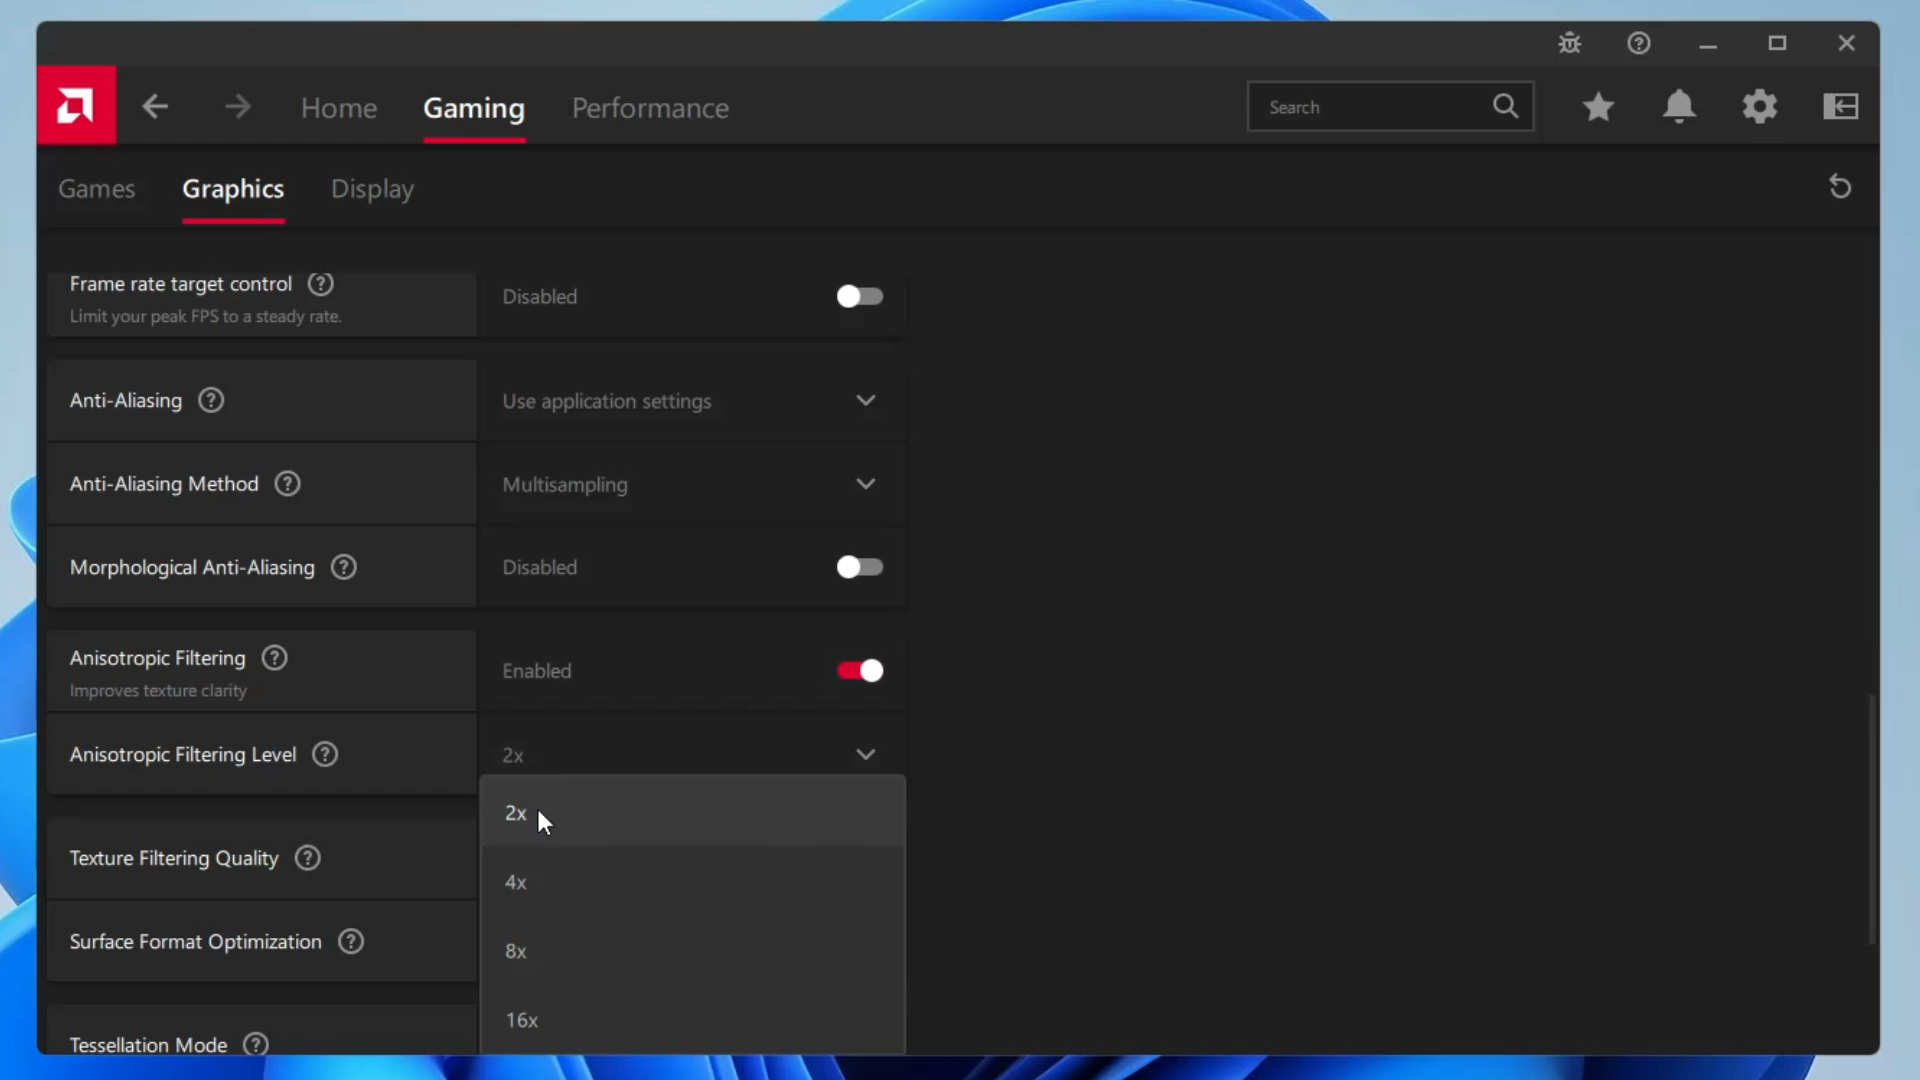 Home Gaming Performance Search
Games Graphics Display
Frame rate target control
Limit your peak FPS to a steady rate.
Disabled
Anti-Aliasing
Use application settings
Anti-Aliasing Method
Multisampling
Morphological Anti-Aliasing
Disabled
Anisotropic Filtering
Improves texture clarity
Enabled
Anisotropic Filtering Level
2x
2x
4x
8x
16x
Texture Filtering Quality
Surface Format Optimization
Tessellation Mode